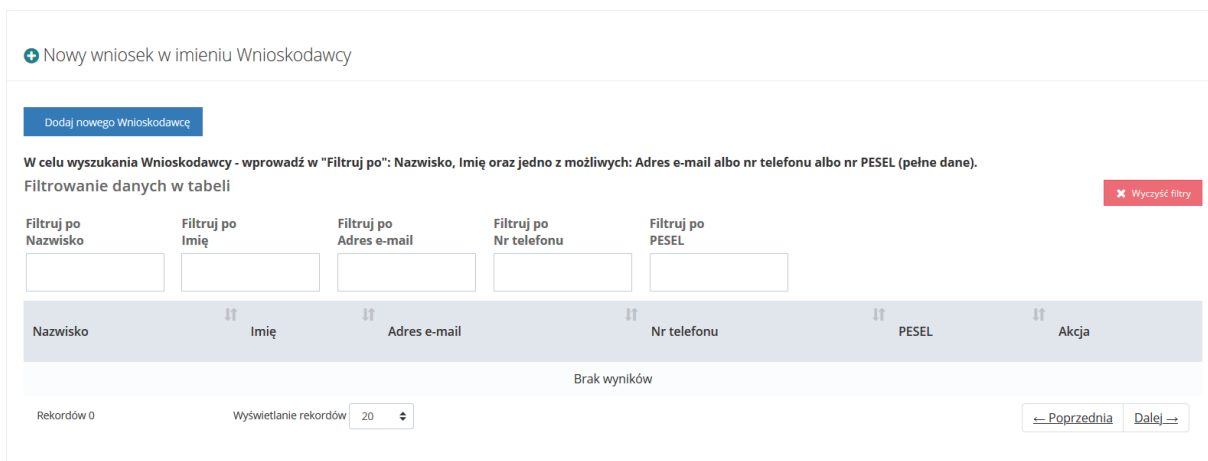 Nowy wniosek w imieniu Wnioskodawcy
Dodaj nowego Wnioskodawcę
W celu wyszukania Wnioskodawcy - wprowadź w "Filtruj po": Nazwisko, Imię oraz jedno z możliwych: Adres e-mail albo nr telefonu albo nr PESEL (pełne dane).
Filtrowanie danych w tabeli
Wyczyść filtry
Filtruj po Filtruj po Filtruj po Filtruj po Filtruj po
Nazwisko Imię Adres e-mail Nr telefonu PESEL
Nazwisko Imię Adres e-mail Nr telefonu PESEL Akcja
Brak wyników
Rekordów 0 Wyświetlanie rekordów 20 ← Poprzednia Dalej →